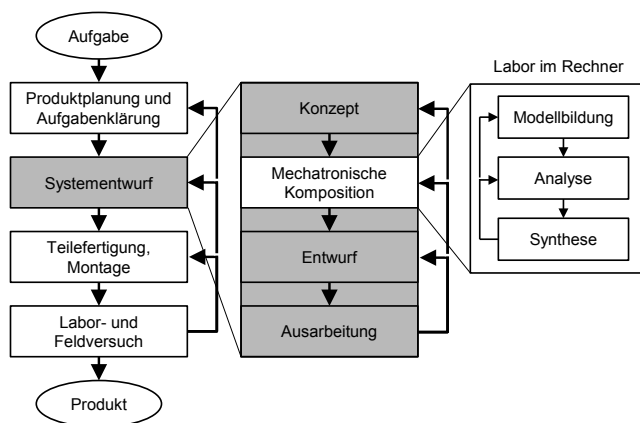 Aufgabe
Produktplanung und
Aufgabenklärung
Systementwurf
Teilefertigung,
Montage
Labor- und
Feldversuch
Produkt
Konzept
Mechatronische
Komposition
Entwurf
Ausarbeitung
Labor im Rechner
Modellbildung
Analyse
Synthese